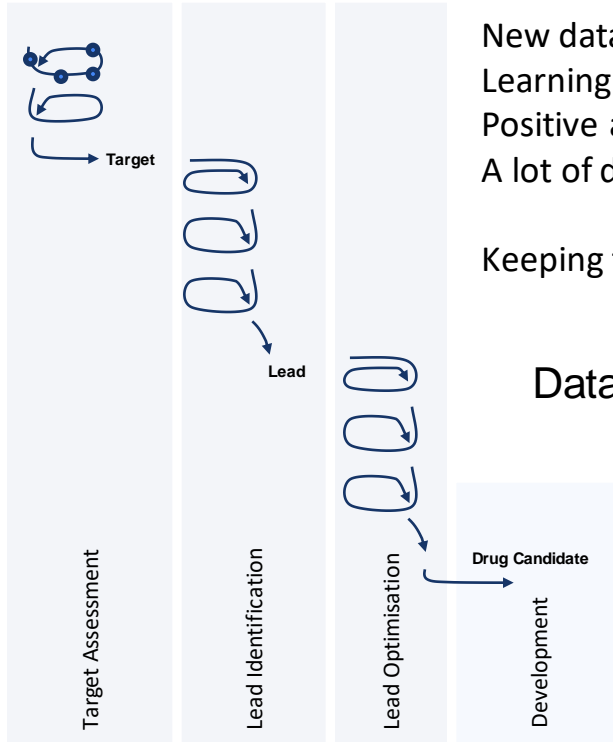 New data
Learning
Positive
A lot of
Keeping
Data
Target
Lead
Drug Candidate
Target Assessment
Lead Identification
Lead Optimisation
Development